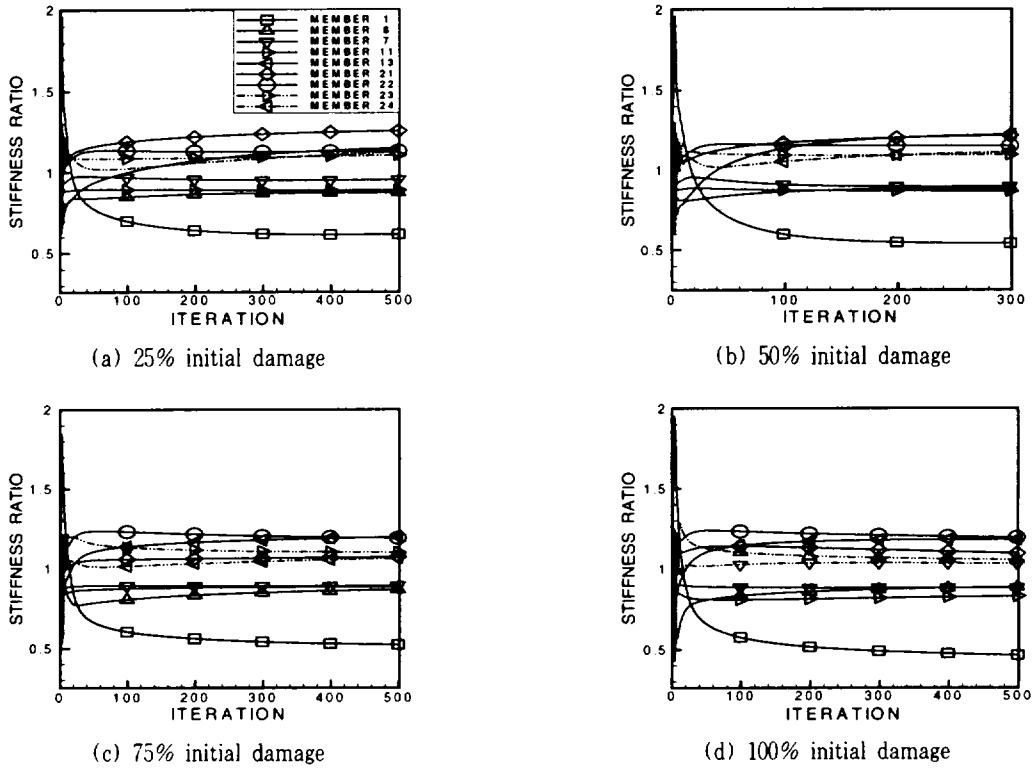 2
1.5
1
0.5
0 100 200 300 400 500
STIFFNESS RATIO
ITERATION
MEMBER 1
MEMBER 6
MEMBER 7
MEMBER 11
MEMBER 13
MEMBER 21
MEMBER 22
MEMBER 23
MEMBER 24
(a) 25% initial damage
2
1.5
1
0.5
0 100 200 300
STIFFNESS RATIO
ITERATION
(b) 50% initial damage
2
1.5
1
0.5
0 100 200 300 400 500
STIFFNESS RATIO
ITERATION
(c) 75% initial damage
2
1.5
1
0.5
0 100 200 300 400 500
STIFFNESS RATIO
ITERATION
(d) 100% initial damage